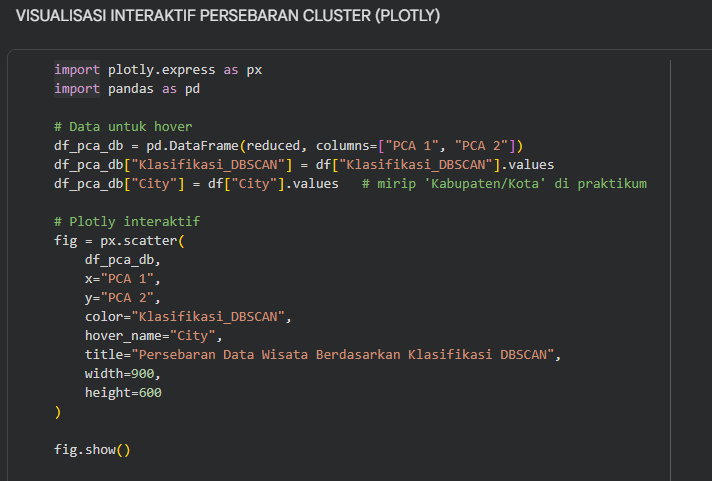 VISUALISASI INTERAKTIF PERSEBARAN CLUSTER (PLOTLY)
import plotly.express as px
import pandas as pd
# Data untuk hover
df_pca_db = pd.DataFrame(reduced, columns=["PCA 1", "PCA 2"])
df_pca_db["Klasifikasi_DBSCAN"] = df["Klasifikasi_DBSCAN"].values
df_pca_db["City"] = df["City"].values   # mirip 'Kabupaten/Kota' di praktikum
# Plotly interaktif
fig = px.scatter(
    df_pca_db,
    x="PCA 1",
    y="PCA 2",
    color="Klasifikasi_DBSCAN",
    hover_name="City",
    title="Persebaran Data Wisata Berdasarkan Klasifikasi DBSCAN",
    width=900,
    height=600
)
fig.show()